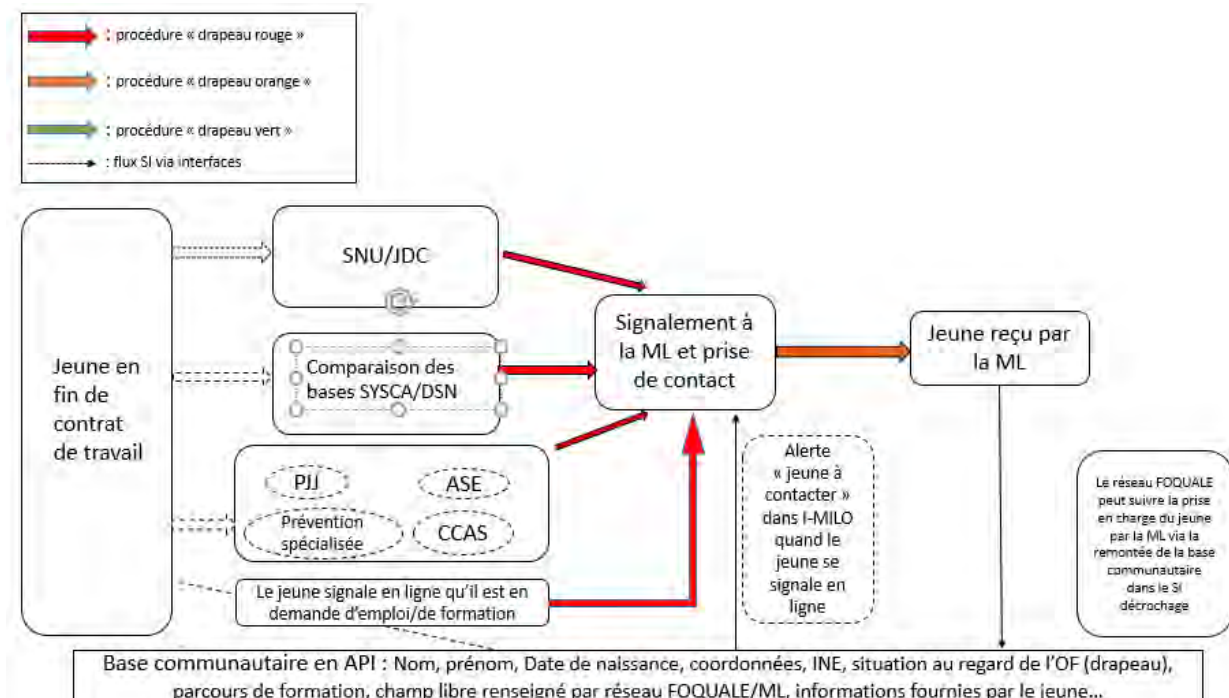 : procédure « drapeau rouge »
: procédure « drapeau orange »
: procédure « drapeau vert »
: flux SI via interfaces
Jeune en
fin de
contrat
de travail
SNU/JDC
Comparaison des
bases SYSCA/DSN
PJJ
ASE
Prévention
spécialisée
CCAS
Le jeune signale en ligne qu'il est en
demande d'emploi/de formation
Signalement à
la ML et prise
de contact
Jeune reçu par
la ML
Alerte
« jeune à
contacter »
dans I-MILO
quand le
jeune se
signale en
ligne
Le réseau FOQUALE
peut suivre la prise
en charge du jeune
par la ML via la
remontée de la base
communautaire
dans le SI
décrochage
Base communautaire en API : Nom, prénom, Date de naissance, coordonnées, INE, situation au regard de l'OF (drapeau),
parcours de formation, champ libre renseigné par réseau FOQUALE/ML, informations fournies par le jeune...